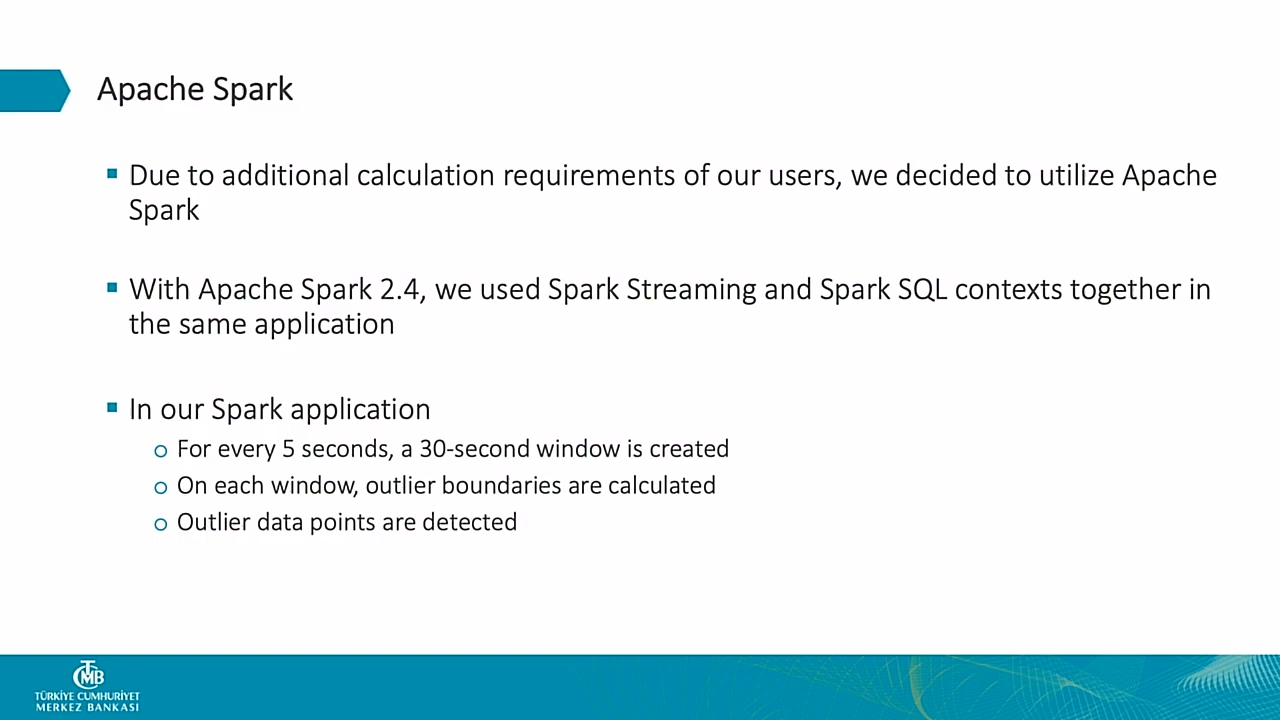 Apache Spark
Due to additional calculation requirements of our users, we decided to utilize Apache
Spark
With Apache Spark 2.4, we used Spark Streaming and Spark SQL contexts together in
the same application
In our Spark application
For every 5 seconds, a 30-second window is created
On each window, outlier boundaries are calculated
Outlier data points are detected
TCMB
TÜRKİYE CUMHURİYET
MERKEZ BANKASI